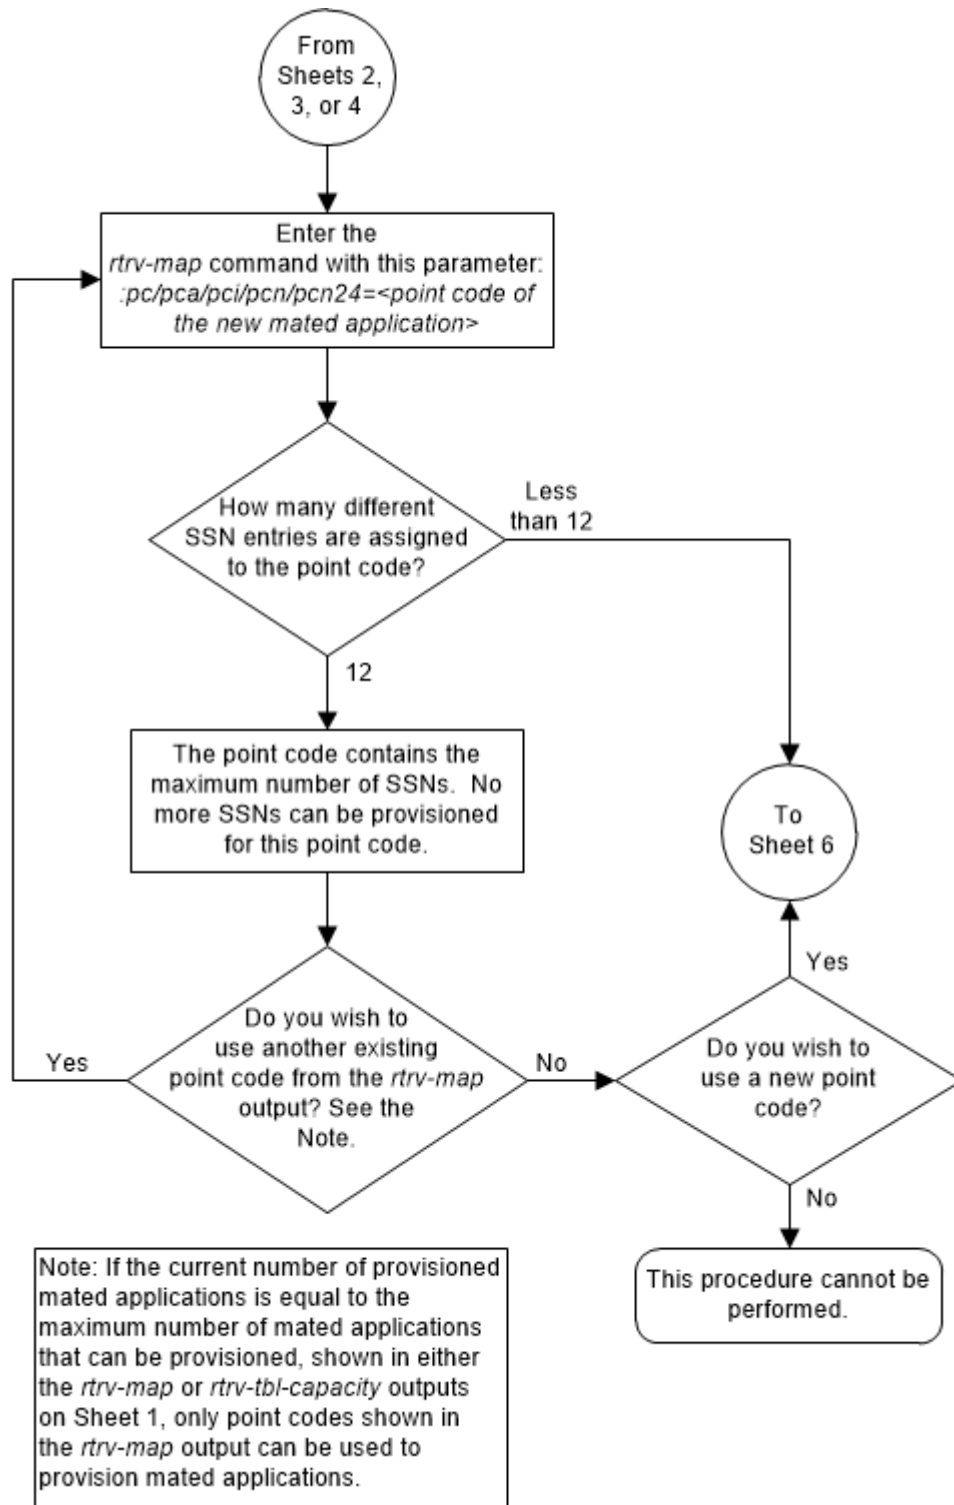 From
Sheets 2,
3, or 4
Enter the
rtrv-map command with this parameter:
:pc/pca/pci/pcn/pcn24=<point code of
the new mated application>
How many different
SSN entries are assigned
to the point code?
Less
than 12
12
The point code contains the
maximum number of SSNs. No
more SSNs can be provisioned
for this point code.
To
Sheet 6
Yes
Do you wish to
use another existing
point code from the rtrv-map
output? See the
Note.
Yes
No
Do you wish to
use a new point
code?
No
This procedure cannot be
performed.
Note: If the current number of provisioned
mated applications is equal to the
maximum number of mated applications
that can be provisioned, shown in either
the rtrv-map or rtrv-tbl-capacity outputs
on Sheet 1, only point codes shown in
the rtrv-map output can be used to
provision mated applications.